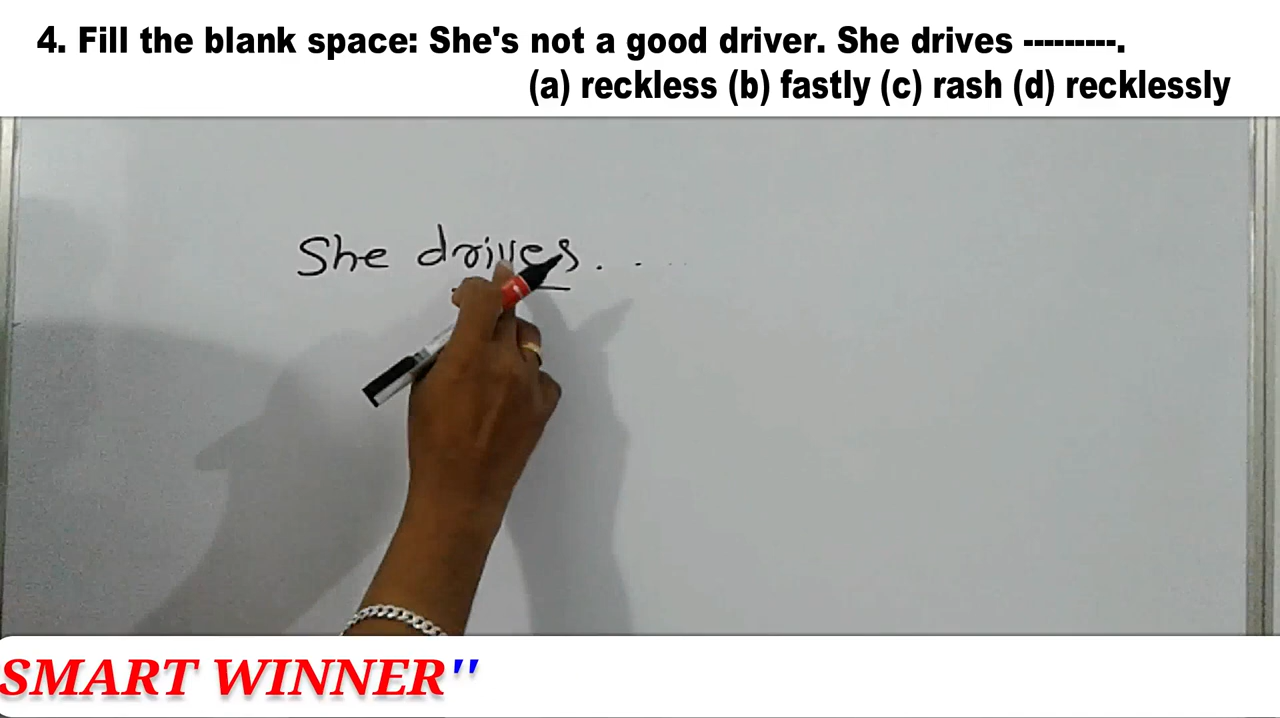 4. Fill the blank space: She's not a good driver. She drives ---------.
(a) reckless (b) fastly (c) rash (d) recklessly
She drives. . . .
SMART WINNER"